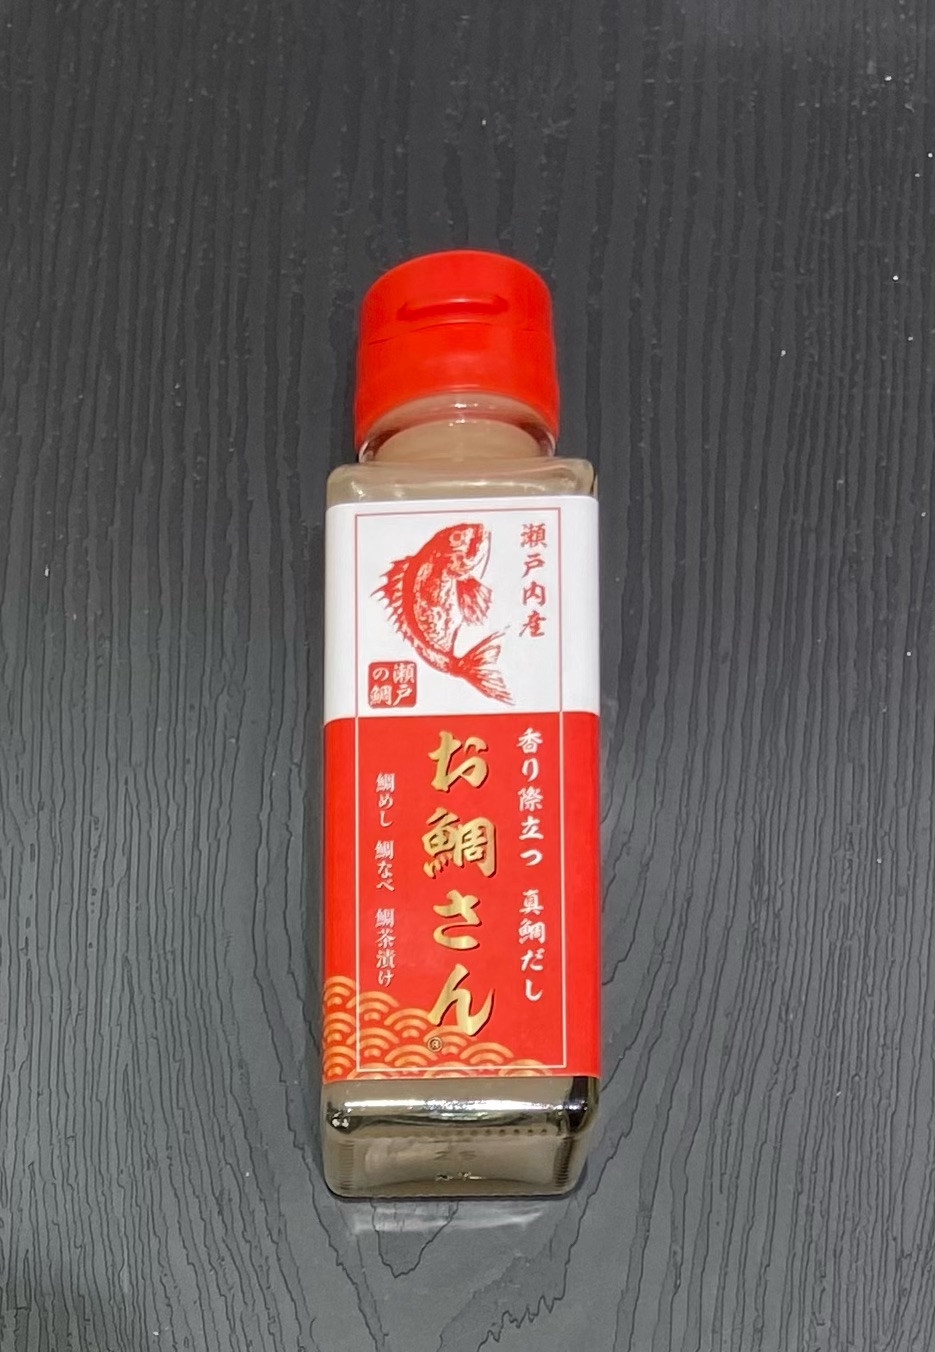 瀬戸内産
瀬戸
の鯛
香り際立つ 真鯛だし
お鯛さん®
鯛めし 鯛なべ 鯛茶漬け